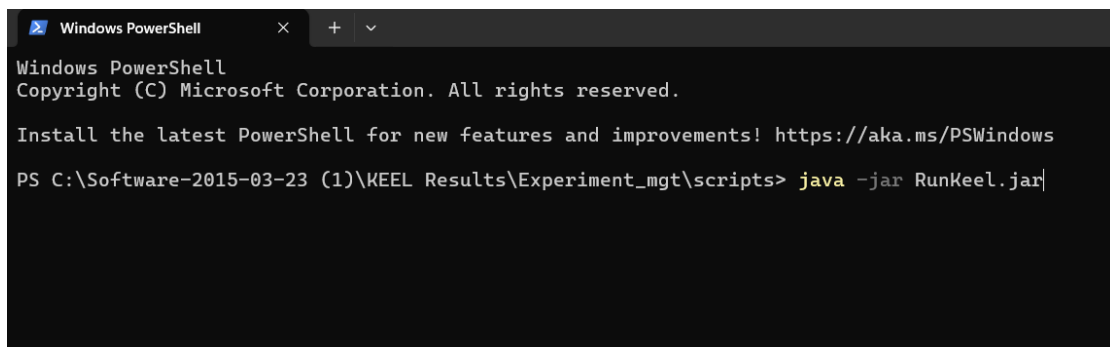 Windows PowerShell
Windows PowerShell
Copyright (C) Microsoft Corporation. All rights reserved.
Install the latest PowerShell for new features and improvements! https://aka.ms/PSWindows
PS C:\Software-2015-03-23 (1)\KEEL Results\Experiment_mgt\scripts> java -jar RunKeel.jar